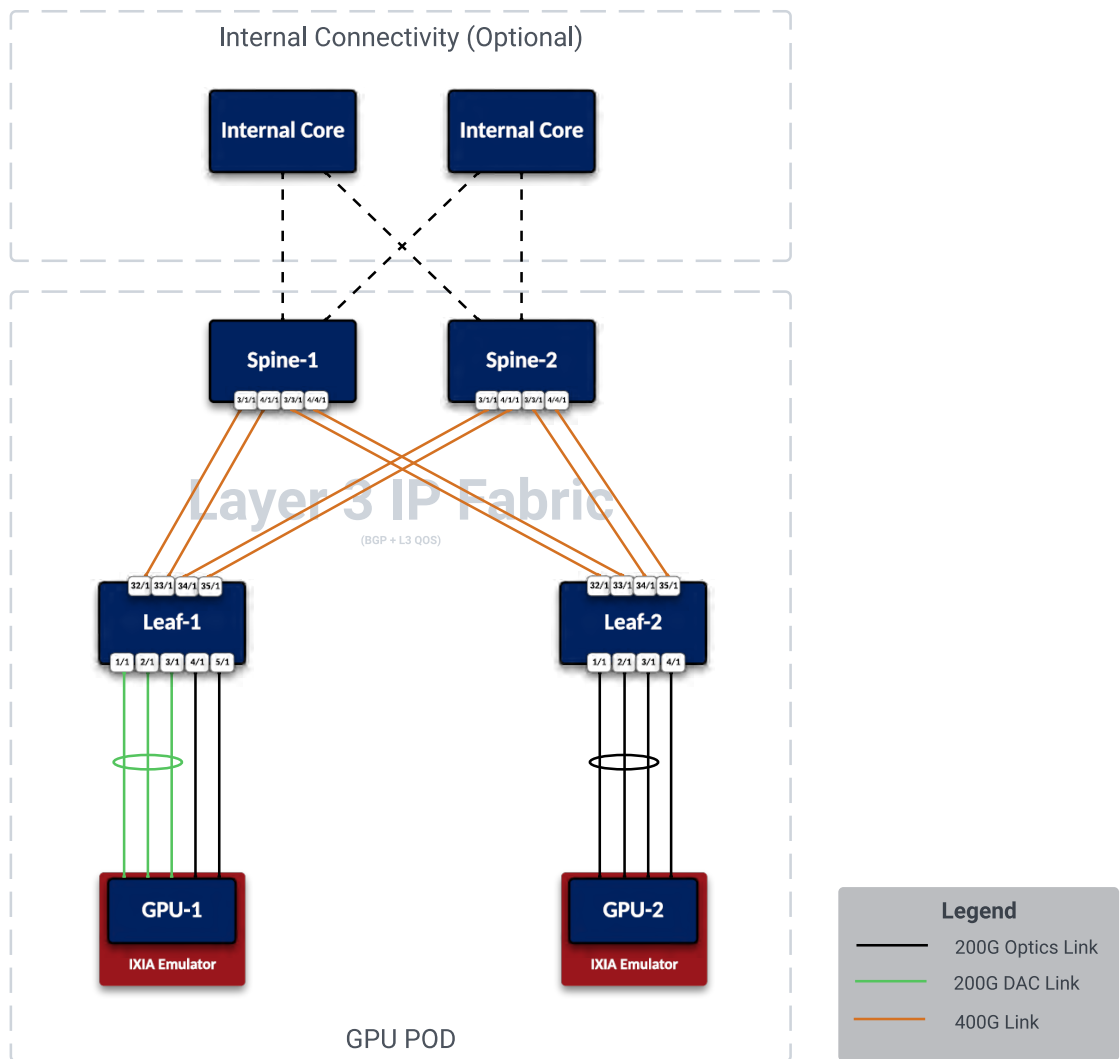 Internal Connectivity (Optional)
Internal Core
Internal Core
Spine-1
Spine-2
3/1/1 4/1/1 3/3/1 4/4/1
3/1/1 4/1/1 3/3/1 4/4/1
Layer 3 IP Fabric
(BGP + L3 QOS)
32/1 33/1 34/1 35/1
32/1 33/1 34/1 35/1
Leaf-1
Leaf-2
1/1 2/1 3/1 4/1 5/1
1/1 2/1 3/1 4/1
GPU-1
GPU-2
IXIA Emulator
IXIA Emulator
GPU POD
Legend
200G Optics Link
200G DAC Link
400G Link